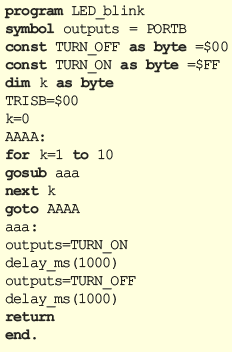 program LED_blink
symbol outputs = PORTB
const TURN_OFF as byte =$00
const TURN_ON as byte =$FF
dim k as byte
TRISB=$00
k=0
AAAA:
for k=1 to 10
gosub aaa
next k
goto AAAA
aaa:
outputs=TURN_ON
delay_ms(1000)
outputs=TURN_OFF
delay_ms(1000)
return
end.